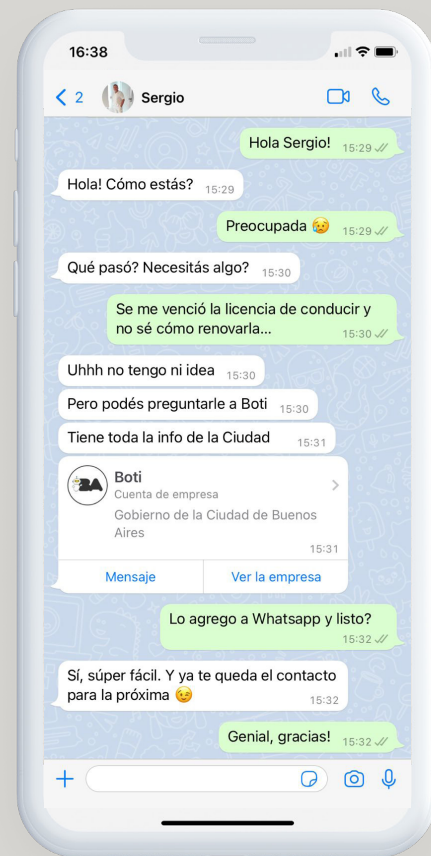 16:38
2 Sergio
Hola Sergio! 15:29
Hola! Cómo estás? 15:29
Preocupada 😥 15:29
Qué pasó? Necesitás algo? 15:30
Se me venció la licencia de conducir y
no sé cómo renovarla... 15:30
Uhhh no tengo ni idea 15:30
Pero podés preguntarle a Boti 15:30
Tiene toda la info de la Ciudad 15:31
BA
Boti
Cuenta de empresa
Gobierno de la Ciudad de Buenos
Aires
15:31
Mensaje Ver la empresa
Lo agrego a Whatsapp y listo?
15:32
Sí, súper fácil. Y ya te queda el contacto
para la próxima 😉 15:32
Genial, gracias! 15:32